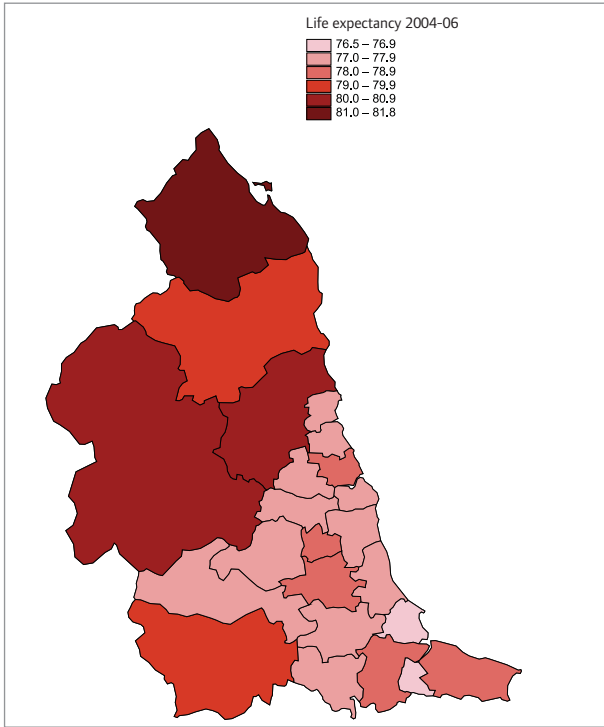 Life expectancy 2004-06
76.5 – 76.9
77.0 – 77.9
78.0 – 78.9
79.0 – 79.9
80.0 – 80.9
81.0 – 81.8